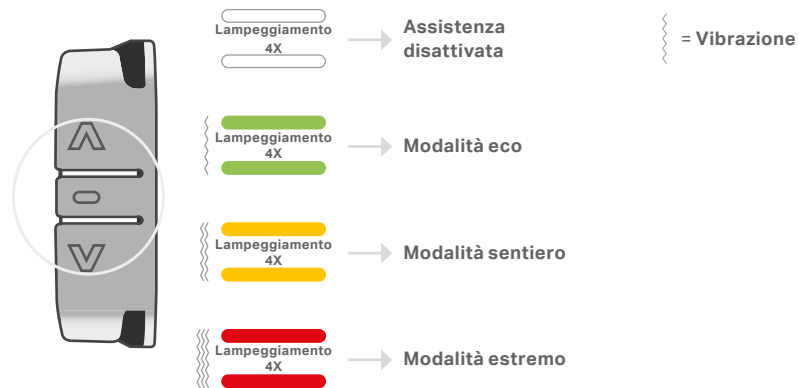 Lampeggiamento
4X
Assistenza
disattivata
= Vibrazione
Lampeggiamento
4X
Modalità eco
Lampeggiamento
4X
Modalità sentiero
Lampeggiamento
4X
Modalità estremo